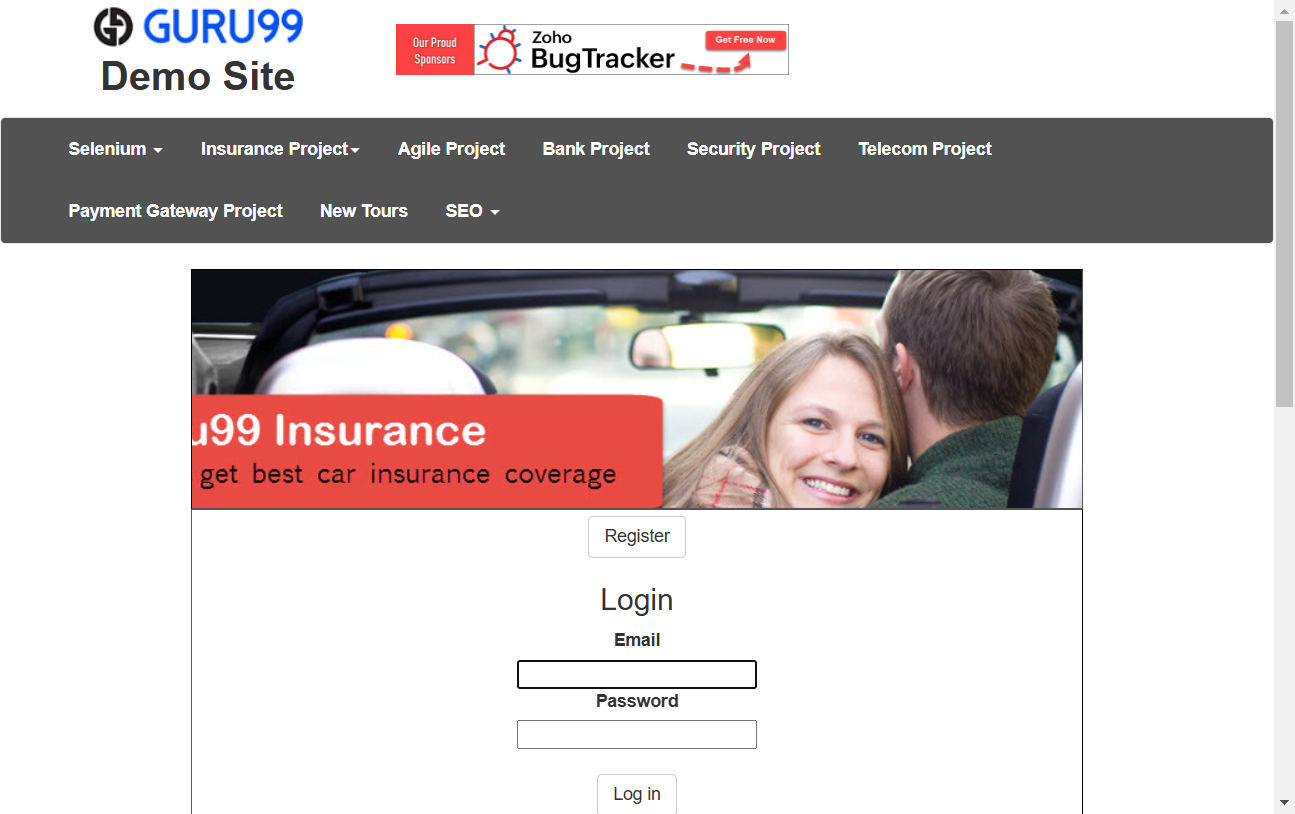 GURU99
Demo Site
Our Proud
Sponsors
Zoho
BugTracker
Get Free Now
Selenium
Insurance Project
Agile Project
Bank Project
Security Project
Telecom Project
Payment Gateway Project
New Tours
SEO
u99 Insurance
get best car insurance coverage
Register
Login
Email
Password
Log in